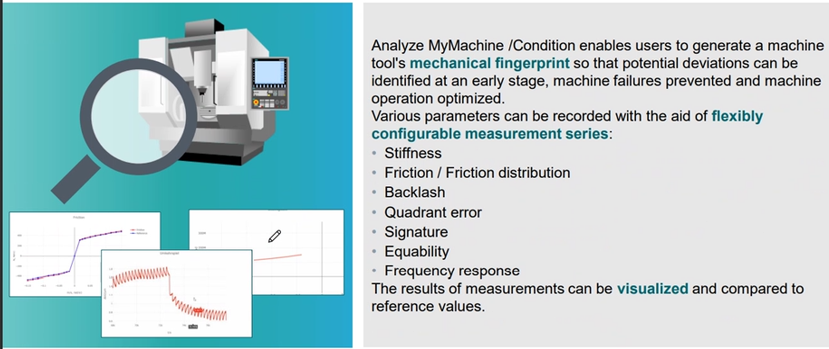 Analyze MyMachine /Condition enables users to generate a machine
tool's mechanical fingerprint so that potential deviations can be
identified at an early stage, machine failures prevented and machine
operation optimized.
Various parameters can be recorded with the aid of flexibly
configurable measurement series:
• Stiffness
• Friction / Friction distribution
• Backlash
• Quadrant error
• Signature
• Equability
• Frequency response
The results of measurements can be visualized and compared to
reference values.